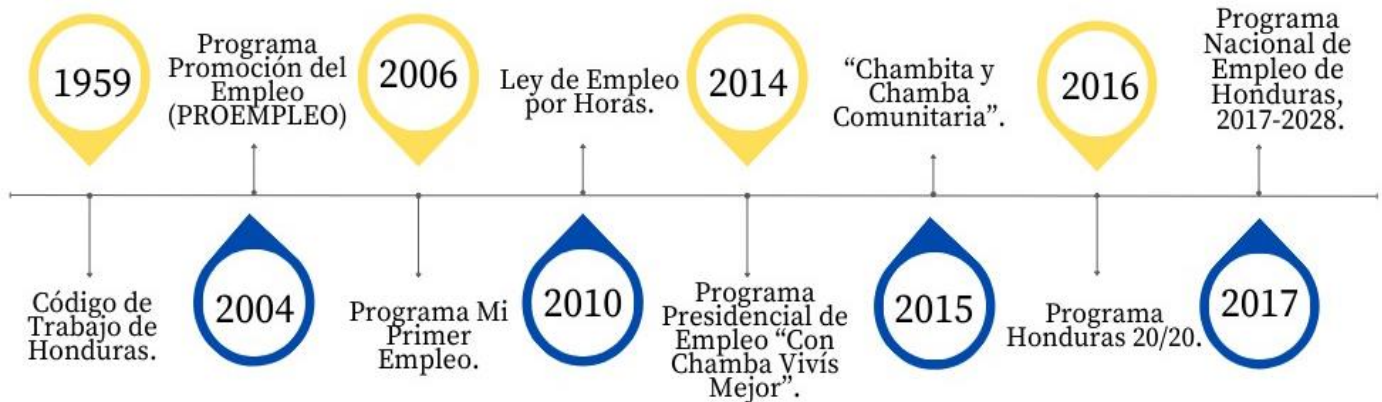 1959
Código de
Trabajo de
Honduras.
Programa
Promoción del
Empleo
(PROEMPLEO)
2004
2006
Programa Mi
Primer
Empleo.
Ley de Empleo
por Horas.
2010
2014
Programa
Presidencial de
Empleo “Con
Chamba Vivís
Mejor”.
“Chambita y
Chamba
Comunitaria”.
2015
2016
Programa
Honduras 20/20.
Programa
Nacional de
Empleo de
Honduras,
2017-2028.
2017